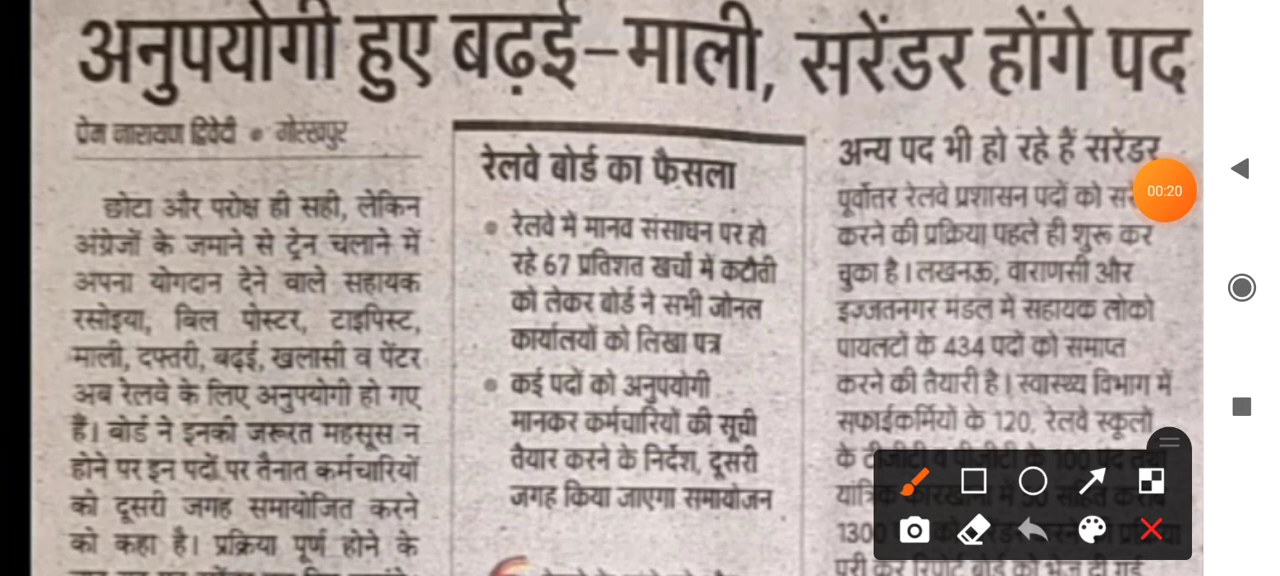 अनुपयोगी हुए बढ़ई-माली, सरेंडर होंगे पद
प्रेम नारायण द्विवेदी • गोरखपुर
छोटा और परोक्ष ही सही, लेकिन
अंग्रेजों के जमाने से ट्रेन चलाने में
अपना योगदान देने वाले सहायक
रसोइया, बिल पोस्टर, टाइपिस्ट,
माली, दफ्तरी, बढ़ई, खलासी व पेंटर
अब रेलवे के लिए अनुपयोगी हो गए
हैं। बोर्ड ने इनकी जरूरत महसूस न
होने पर इन पदों पर तैनात कर्मचारियों
को दूसरी जगह समायोजित करने
को कहा है। प्रक्रिया पूर्ण होने के
रेलवे बोर्ड का फैसला
• रेलवे में मानव संसाधन पर हो
रहे 67 प्रतिशत खर्चों में कटौती
को लेकर बोर्ड ने सभी जोनल
कार्यालयों को लिखा पत्र
• कई पदों को अनुपयोगी
मानकर कर्मचारियों की सूची
तैयार करने के निर्देश, दूसरी
जगह किया जाएगा समायोजन
अन्य पद भी हो रहे हैं सरेंडर
पूर्वोतर रेलवे प्रशासन पदों को
करने की प्रक्रिया पहले ही शुरू कर
चुका है। लखनऊ, वाराणसी और
इज्जतनगर मंडल में सहायक लोको
पायलटों के 434 पदों को समाप्त
करने की तैयारी है। स्वास्थ्य विभाग में
सफाईकर्मियों के 120, रेलवे स्कूलों
के
1300
00:20